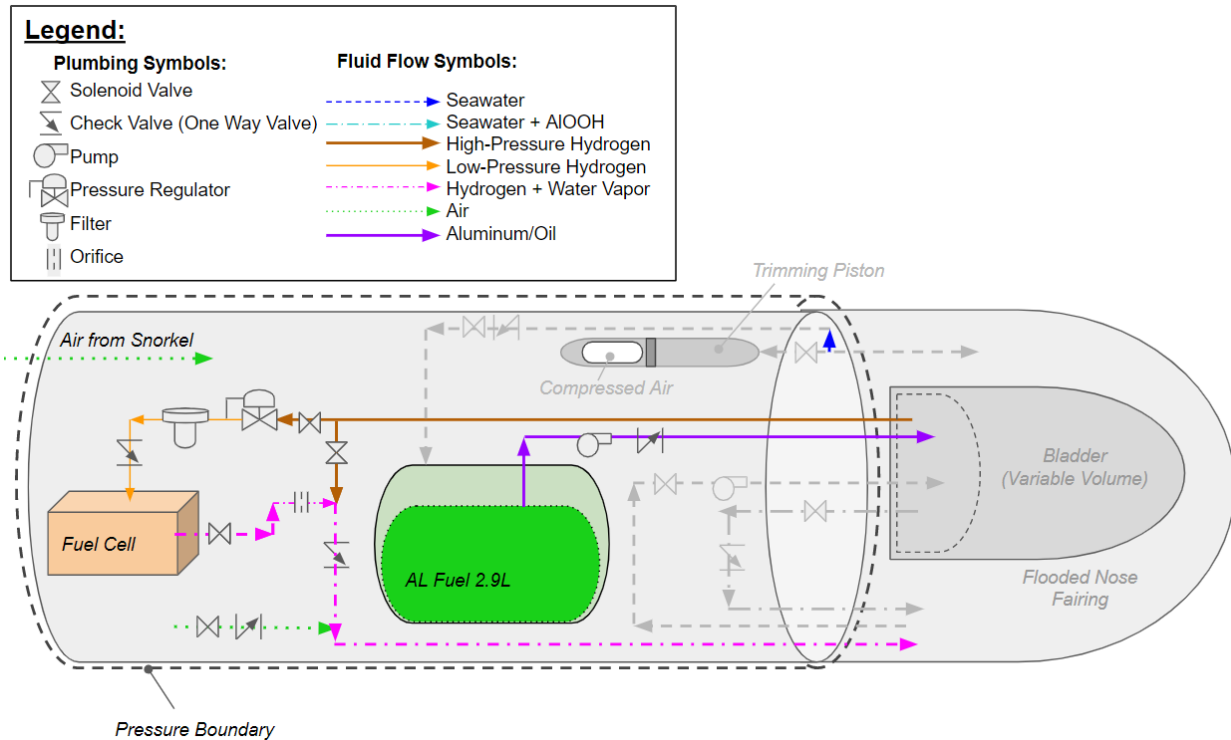 Legend:
Plumbing Symbols:
Solenoid Valve
Check Valve (One Way Valve)
Pump
Pressure Regulator
Filter
Orifice
Fluid Flow Symbols:
Seawater
Seawater + AlOOH
High-Pressure Hydrogen
Low-Pressure Hydrogen
Hydrogen + Water Vapor
Air
Aluminum/Oil
Trimming Piston
Air from Snorkel
Compressed Air
Bladder
(Variable Volume)
Fuel Cell
AL Fuel 2.9L
Flooded Nose
Fairing
Pressure Boundary